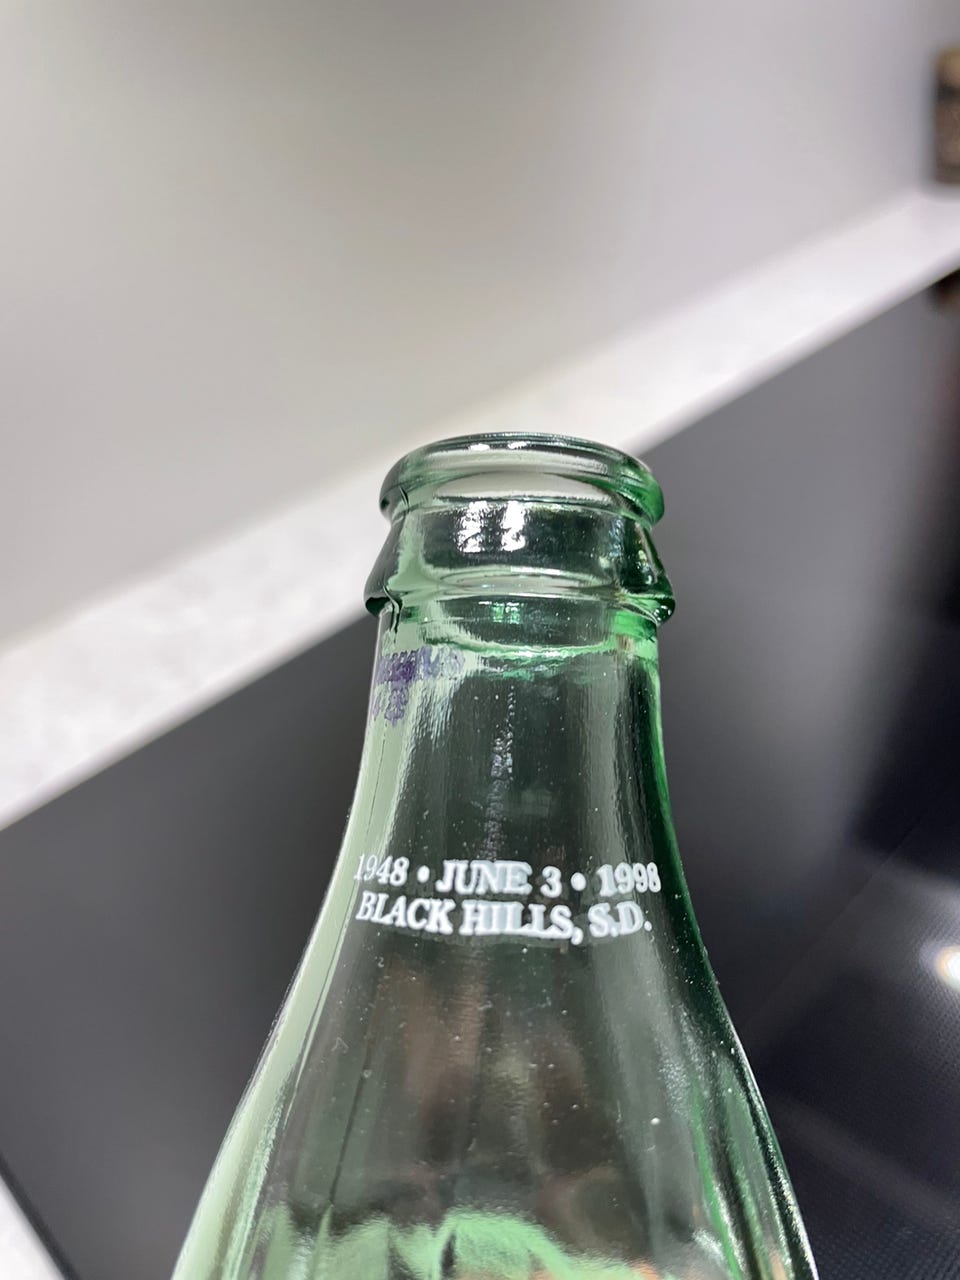 1948 • JUNE 3 • 1998
BLACK HILLS, S.D.